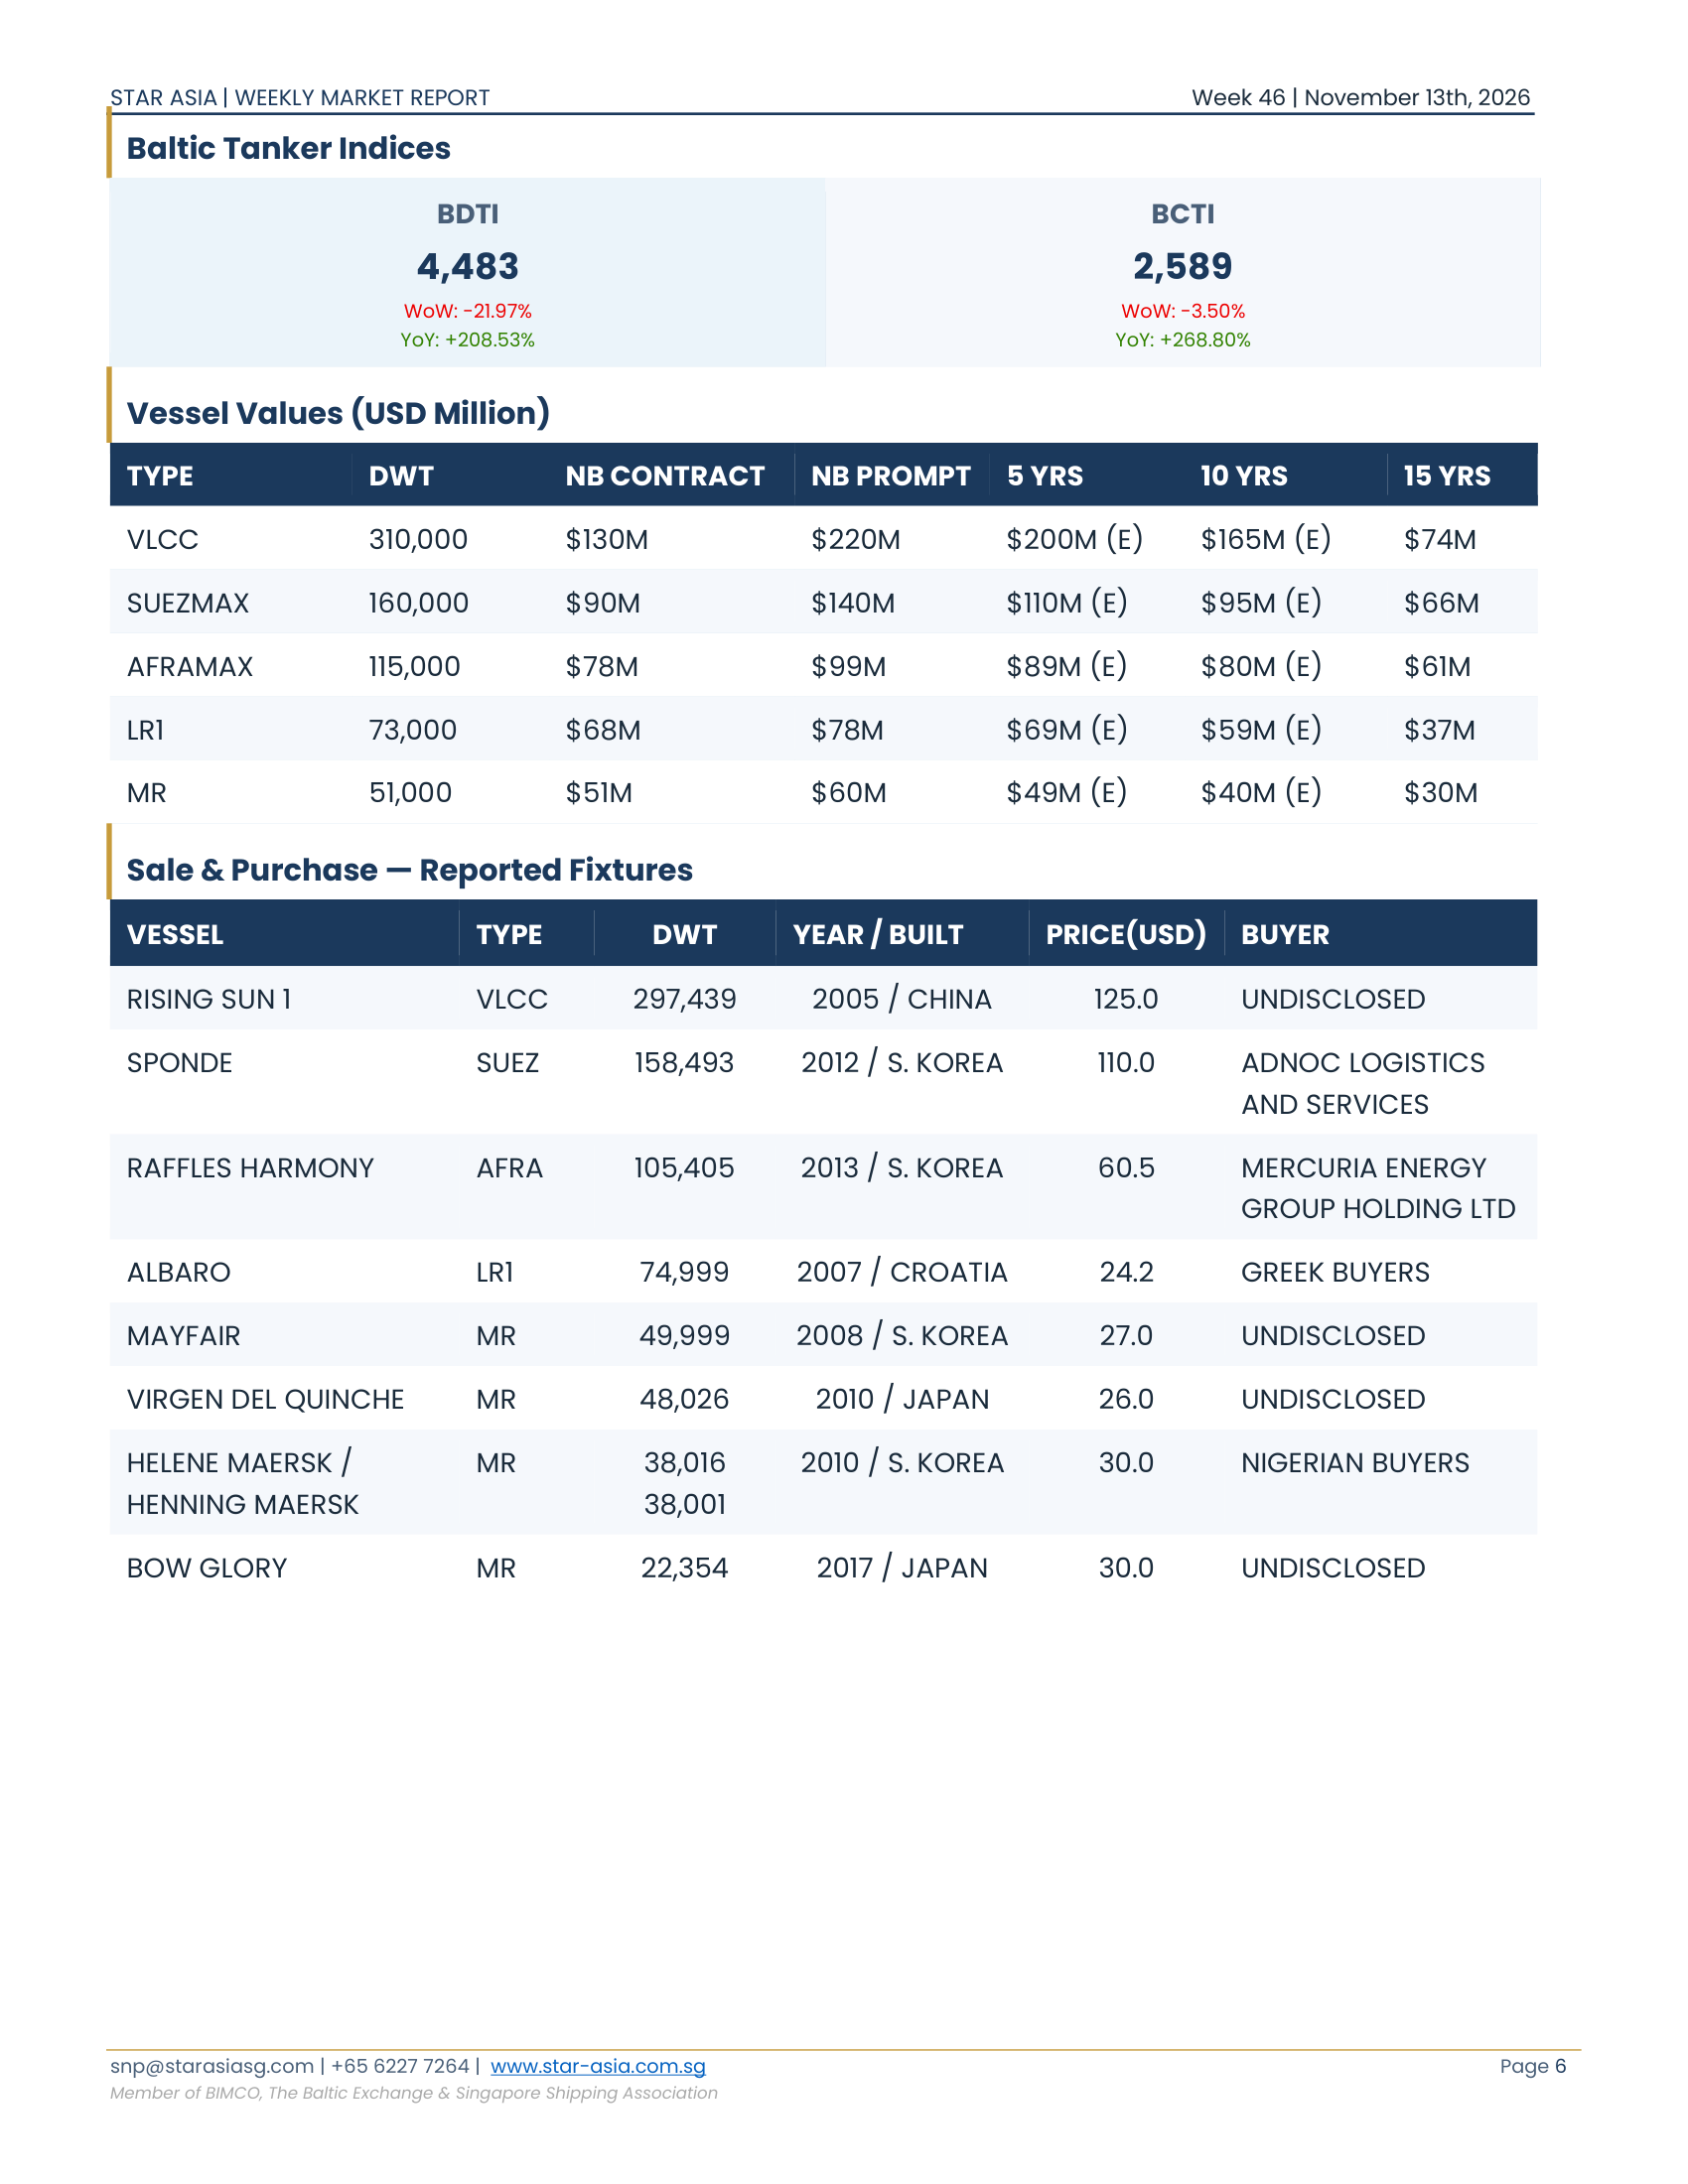 STAR ASIA | WEEKLY MARKET REPORT Week 46 | November 13th, 2026
Baltic Tanker Indices
BDTI BCTI
4,483 2,589
WoW: -21.97% WoW: -3.50%
YoY: +208.53% YoY: +268.80%
Vessel Values (USD Million)
TYPE DWT NB CONTRACT NB PROMPT 5 YRS 10 YRS 15 YRS
VLCC 310,000 $130M $220M $200M (E) $165M (E) $74M
SUEZMAX 160,000 $90M $140M $110M (E) $95M (E) $66M
AFRAMAX 115,000 $78M $99M $89M (E) $80M (E) $61M
LR1 73,000 $68M $78M $69M (E) $59M (E) $37M
MR 51,000 $51M $60M $49M (E) $40M (E) $30M
Sale & Purchase — Reported Fixtures
VESSEL TYPE DWT YEAR / BUILT PRICE(USD) BUYER
RISING SUN 1 VLCC 297,439 2005 / CHINA 125.0 UNDISCLOSED
SPONDE SUEZ 158,493 2012 / S. KOREA 110.0 ADNOC LOGISTICS
AND SERVICES
RAFFLES HARMONY AFRA 105,405 2013 / S. KOREA 60.5 MERCURIA ENERGY
GROUP HOLDING LTD
ALBARO LR1 74,999 2007 / CROATIA 24.2 GREEK BUYERS
MAYFAIR MR 49,999 2008 / S. KOREA 27.0 UNDISCLOSED
VIRGEN DEL QUINCHE MR 48,026 2010 / JAPAN 26.0 UNDISCLOSED
HELENE MAERSK / MR 38,016 2010 / S. KOREA 30.0 NIGERIAN BUYERS
HENNING MAERSK 38,001
BOW GLORY MR 22,354 2017 / JAPAN 30.0 UNDISCLOSED
snp@starasiasg.com | +65 6227 7264 | www.star-asia.com.sg Page 6
Member of BIMCO, The Baltic Exchange & Singapore Shipping Association